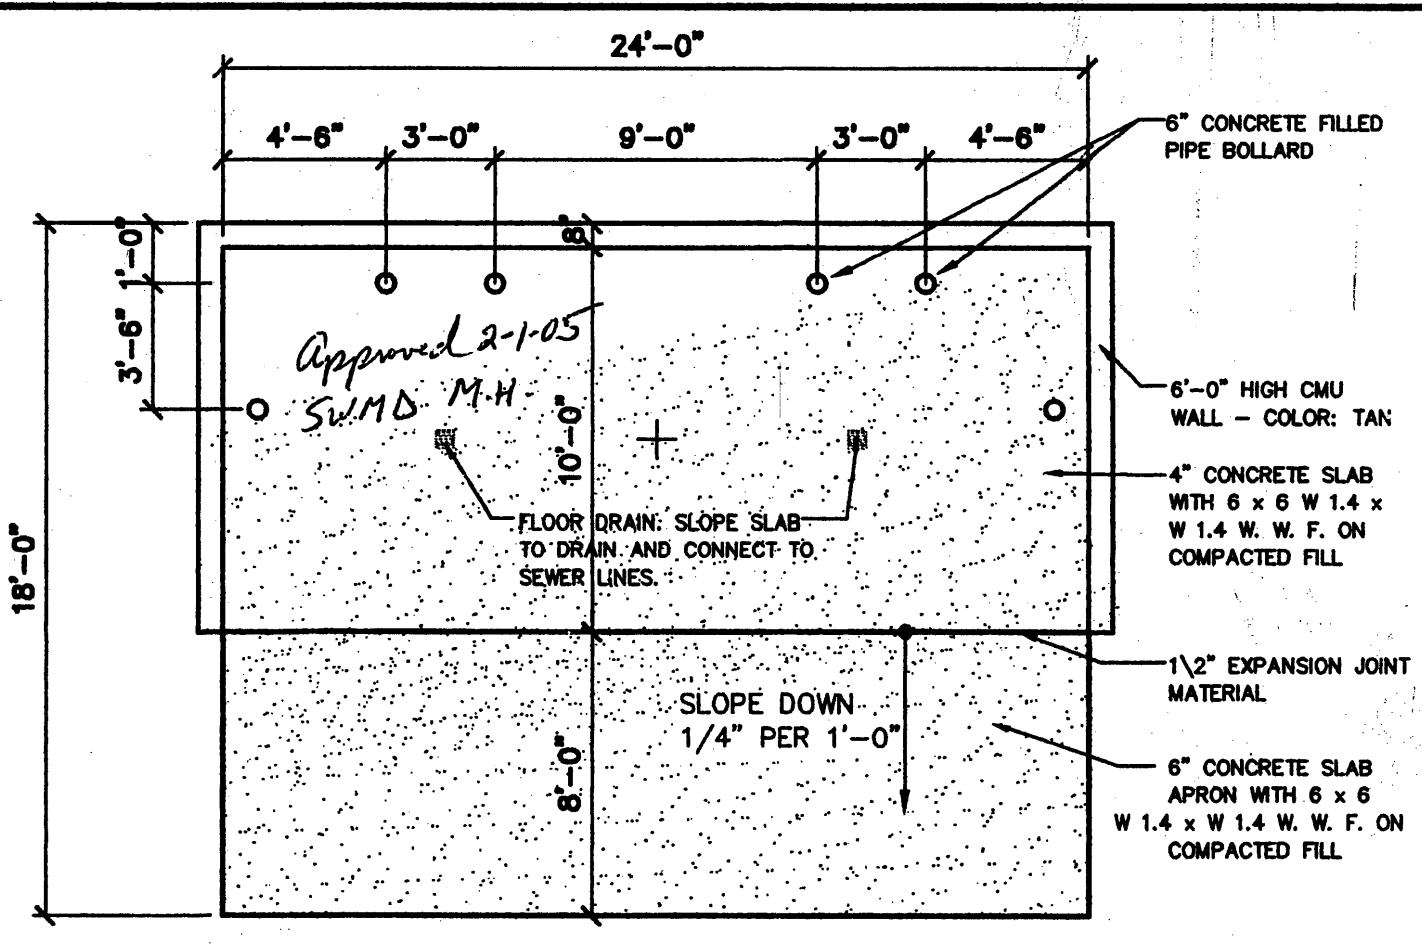 24'-0"
4'-6" 3'-0" 9'-0" 3'-0" 4'-6"
6" CONCRETE FILLED
PIPE BOLLARD
1'-0"
8"
3'-6"
Approved 2-1-05
SWMD M.H.
6'-0" HIGH CMU
WALL - COLOR: TAN
10'-0"
4" CONCRETE SLAB
WITH 6 x 6 W 1.4 x
W 1.4 W. W. F. ON
COMPACTED FILL
FLOOR DRAIN: SLOPE SLAB
TO DRAIN AND CONNECT TO
SEWER LINES.
18'-0"
1\2" EXPANSION JOINT
MATERIAL
SLOPE DOWN
1/4" PER 1'-0"
8'-0"
6" CONCRETE SLAB
APRON WITH 6 x 6
W 1.4 x W 1.4 W. W. F. ON
COMPACTED FILL